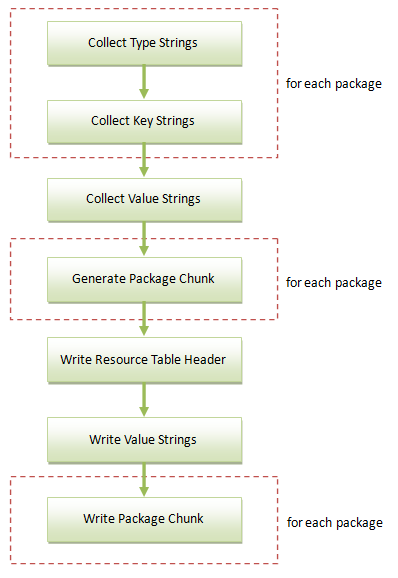 Collect Type Strings
for each package
Collect Key Strings
Collect Value Strings
Generate Package Chunk
for each package
Write Resource Table Header
Write Value Strings
Write Package Chunk
for each package